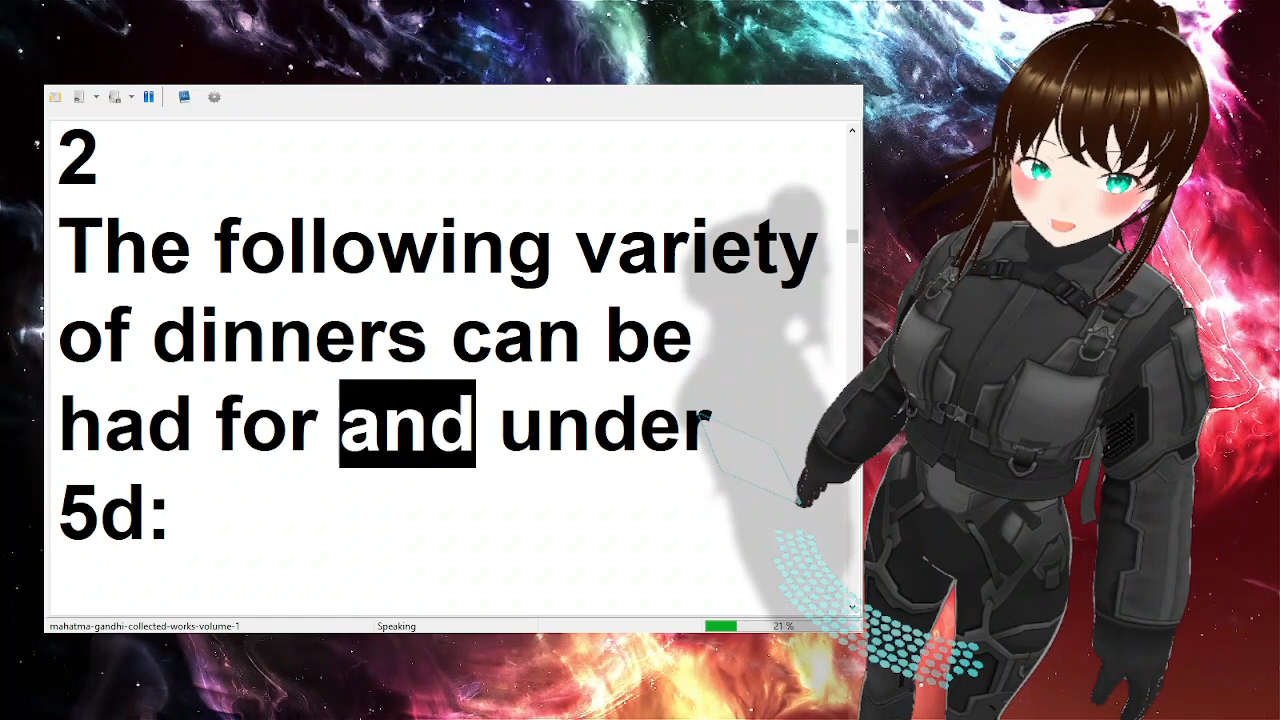 2
The following variety
of dinners can be
had for and under
5d:
mahatma-gandhi-collected-works-volume-1
Speaking
21 %